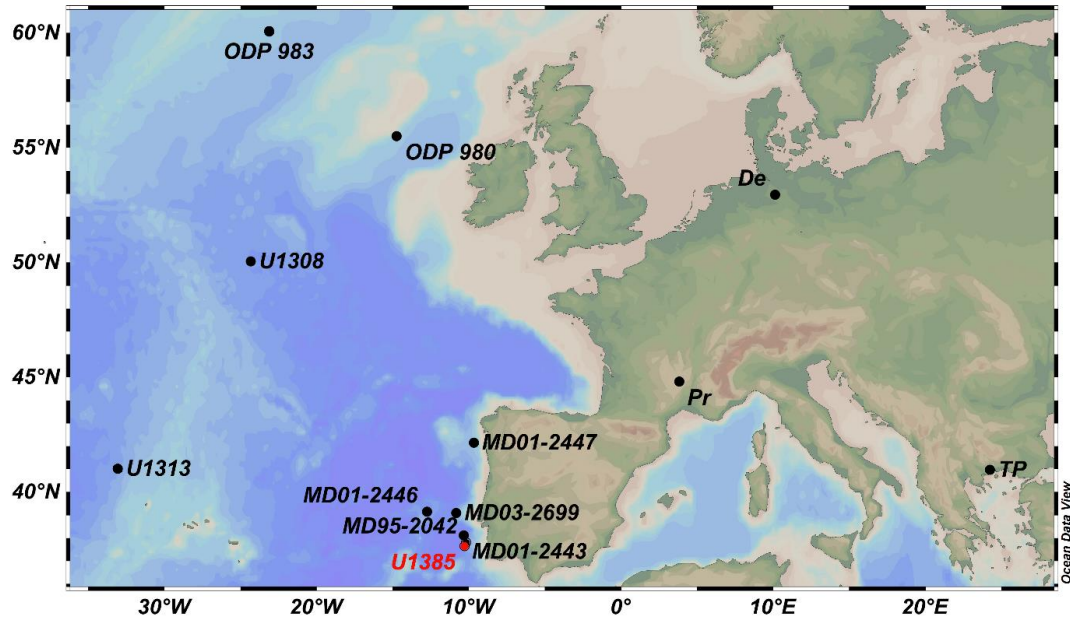 60°N
ODP 983
55°N
ODP 980
De
50°N
U1308
45°N
Pr
MD01-2447
U1313
TP
40°N
MD01-2446
MD03-2699
MD95-2042
MD01-2443
U1385
Ocean Data View
30°W
20°W
10°W
0°
10°E
20°E